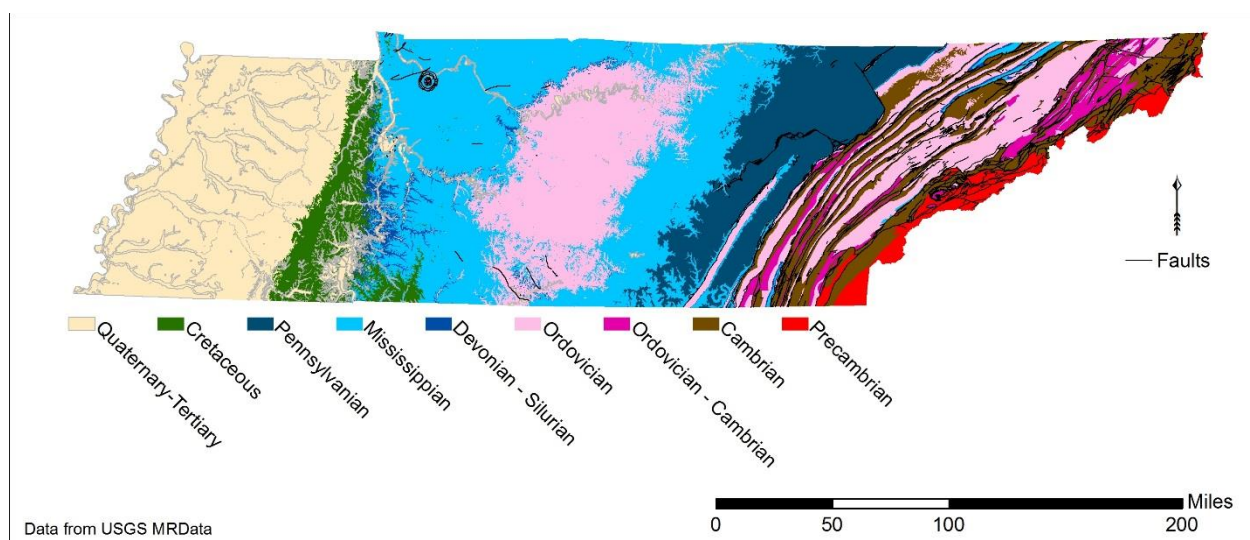 Faults
Quaternary-Tertiary
Cretaceous
Pennsylvanian
Mississippian
Devonian - Silurian
Ordovician
Ordovician - Cambrian
Cambrian
Precambrian
Miles
0 50 100 200
Data from USGS MRData